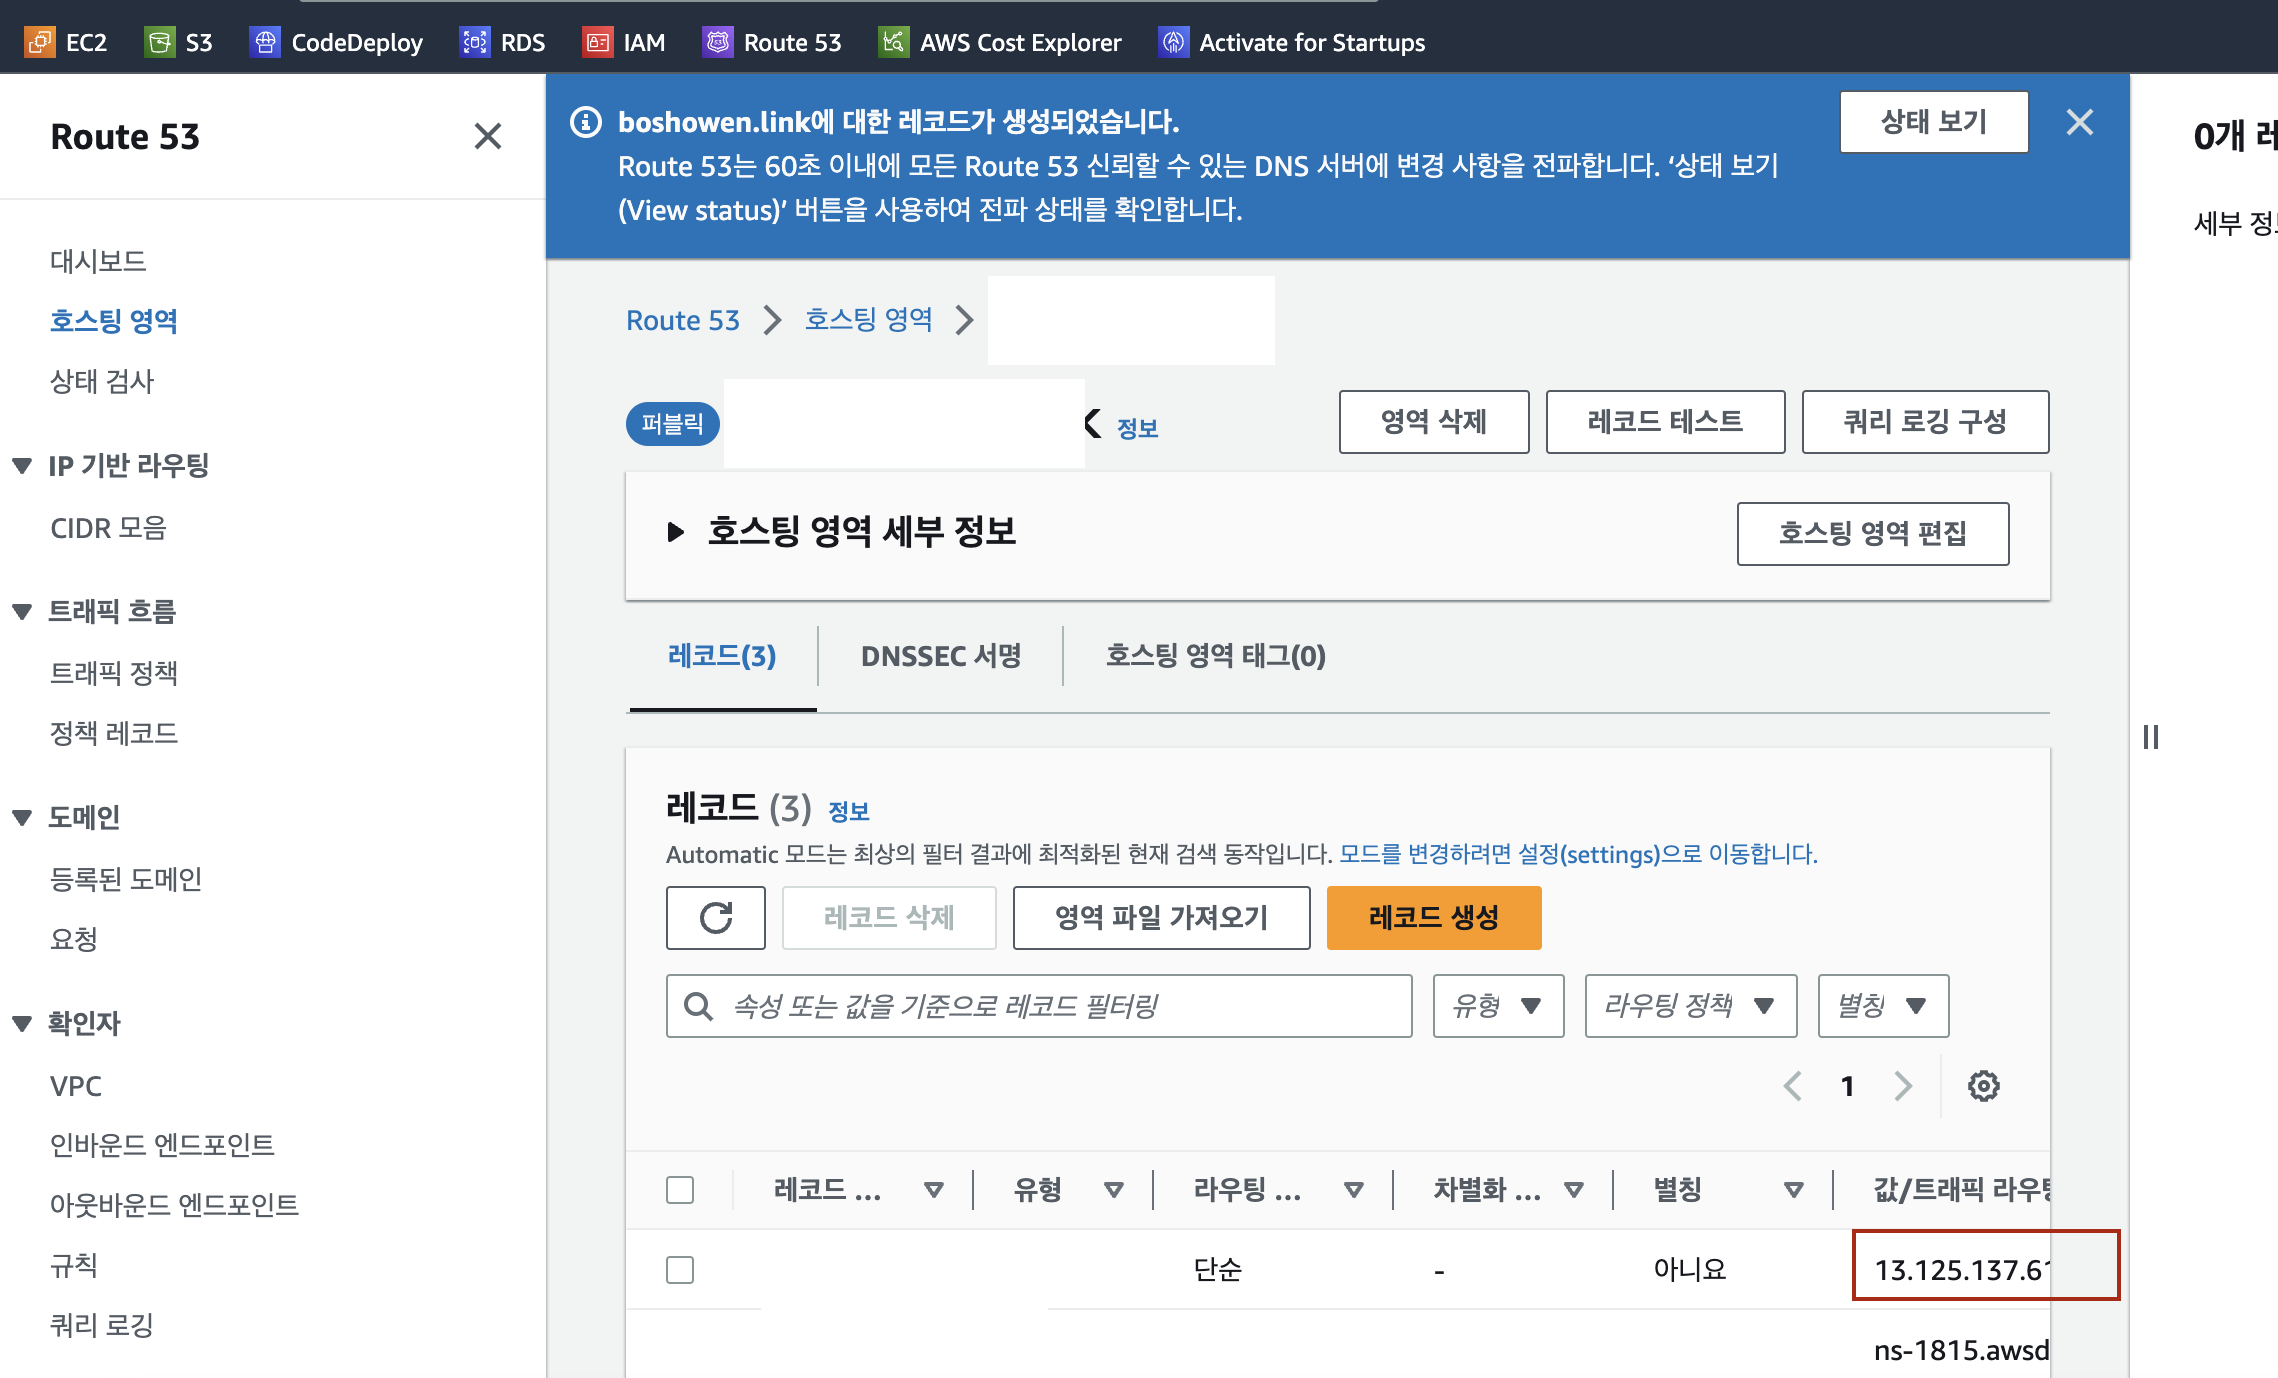 EC2 S3 CodeDeploy RDS IAM Route 53 AWS Cost Explorer Activate for Startups
Route 53
대시보드
호스팅 영역
상태 검사
IP 기반 라우팅
CIDR 모음
트래픽 흐름
트래픽 정책
정책 레코드
도메인
등록된 도메인
요청
확인자
VPC
인바운드 엔드포인트
아웃바운드 엔드포인트
규칙
쿼리 로깅
boshowen.link에 대한 레코드가 생성되었습니다.
Route 53는 60초 이내에 모든 Route 53 신뢰할 수 있는 DNS 서버에 변경 사항을 전파합니다. ‘상태 보기
(View status)’ 버튼을 사용하여 전파 상태를 확인합니다.
상태 보기
Route 53 호스팅 영역
퍼블릭 정보
영역 삭제 레코드 테스트 쿼리 로깅 구성
호스팅 영역 세부 정보
호스팅 영역 편집
레코드(3) DNSSEC 서명 호스팅 영역 태그(0)
레코드 (3) 정보
Automatic 모드는 최상의 필터 결과에 최적화된 현재 검색 동작입니다. 모드를 변경하려면 설정(settings)으로 이동합니다.
레코드 삭제 영역 파일 가져오기 레코드 생성
속성 또는 값을 기준으로 레코드 필터링 유형 라우팅 정책 별칭
1
레코드 ... 유형 라우팅 ... 차별화 ... 별칭 값/트래픽 라우팅
단순 - 아니요 13.125.137.61
ns-1815.awsd
0개 레
세부 정